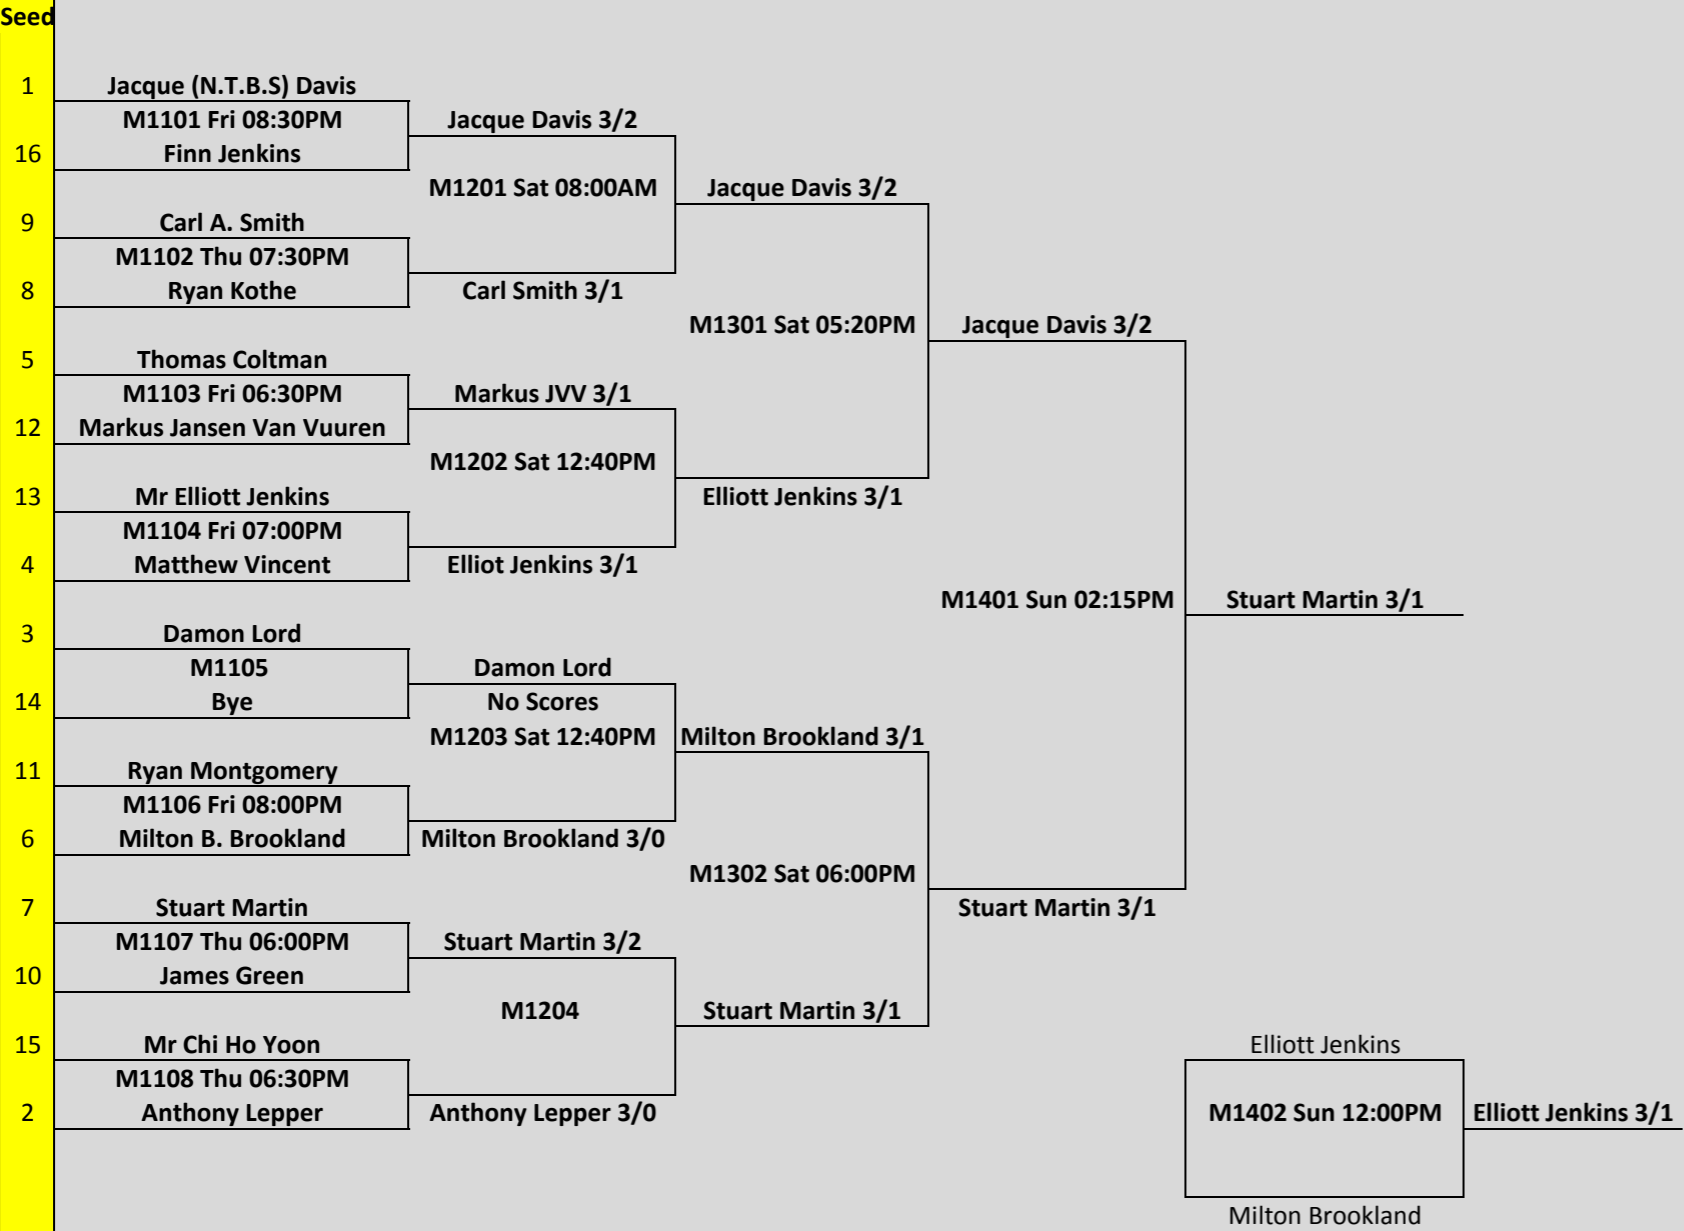 Seed
1
Jacque (N.T.B.S) Davis
M1101 Fri 08:30PM
Jacque Davis 3/2
16
Finn Jenkins
M1201 Sat 08:00AM
Jacque Davis 3/2
9
Carl A. Smith
M1102 Thu 07:30PM
8
Ryan Kothe
Carl Smith 3/1
M1301 Sat 05:20PM
Jacque Davis 3/2
5
Thomas Coltman
M1103 Fri 06:30PM
Markus JVV 3/1
12
Markus Jansen Van Vuuren
M1202 Sat 12:40PM
13
Mr Elliott Jenkins
Elliott Jenkins 3/1
M1104 Fri 07:00PM
4
Matthew Vincent
Elliot Jenkins 3/1
M1401 Sun 02:15PM
Stuart Martin 3/1
3
Damon Lord
M1105
Damon Lord
14
Bye
No Scores
M1203 Sat 12:40PM
Milton Brookland 3/1
11
Ryan Montgomery
M1106 Fri 08:00PM
6
Milton B. Brookland
Milton Brookland 3/0
M1302 Sat 06:00PM
7
Stuart Martin
Stuart Martin 3/1
M1107 Thu 06:00PM
Stuart Martin 3/2
10
James Green
M1204
Stuart Martin 3/1
15
Mr Chi Ho Yoon
Elliott Jenkins
M1108 Thu 06:30PM
2
Anthony Lepper
Anthony Lepper 3/0
M1402 Sun 12:00PM
Elliott Jenkins 3/1
Milton Brookland